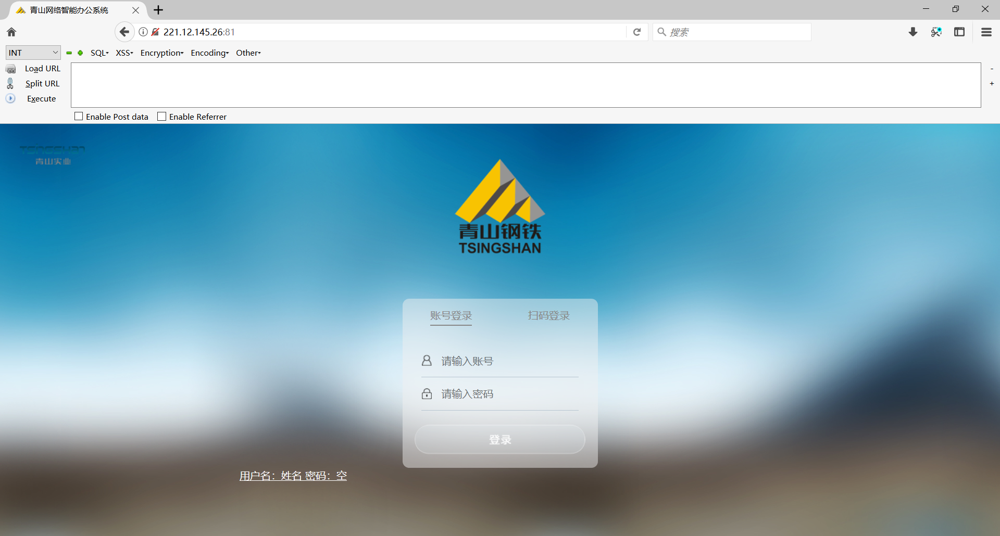 青山网络智能办公系统
221.12.145.26:81
搜索
INT
SQL
XSS
Encryption
Encoding
Other
Load URL
Split URL
Execute
-
+
Enable Post data
Enable Referrer
TSINGSHAN
青山实业
青山钢铁
TSINGSHAN
账号登录
扫码登录
请输入账号
请输入密码
登录
用户名：姓名 密码：空